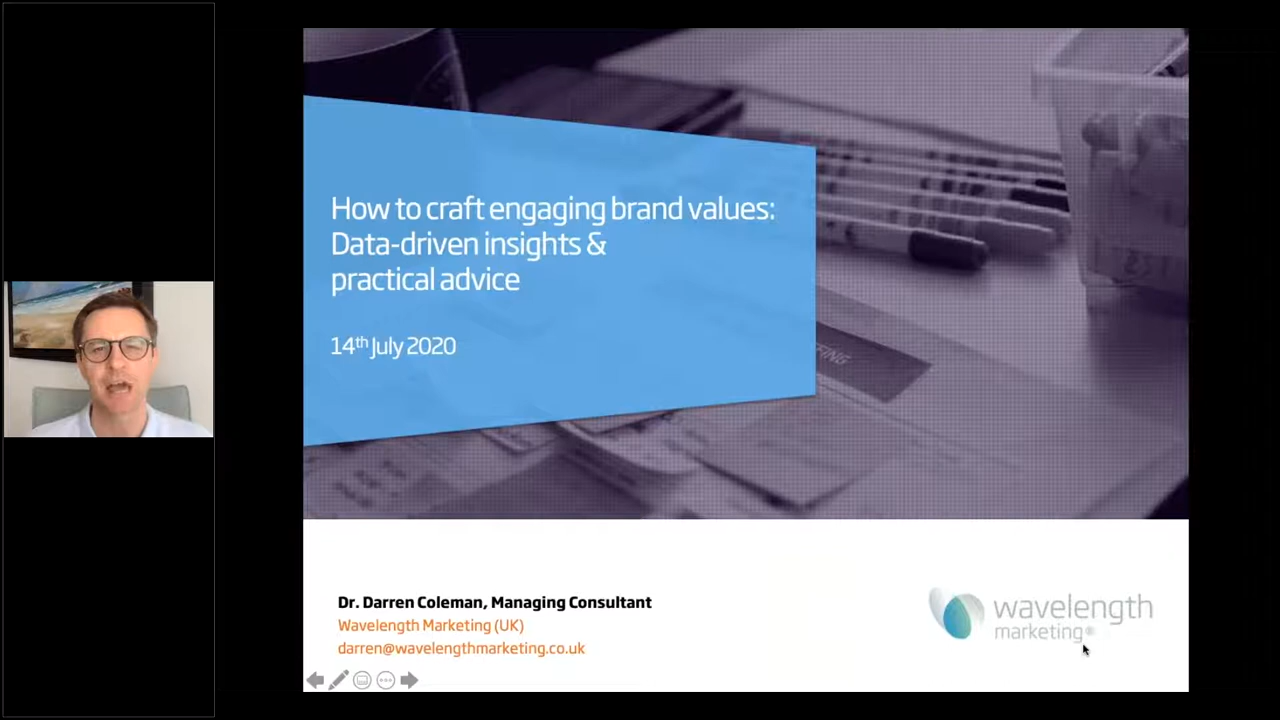 How to craft engaging brand values:
Data-driven insights &
practical advice
14th July 2020
Dr. Darren Coleman, Managing Consultant
Wavelength Marketing (UK)
darren@wavelengthmarketing.co.uk
wavelength
marketing®